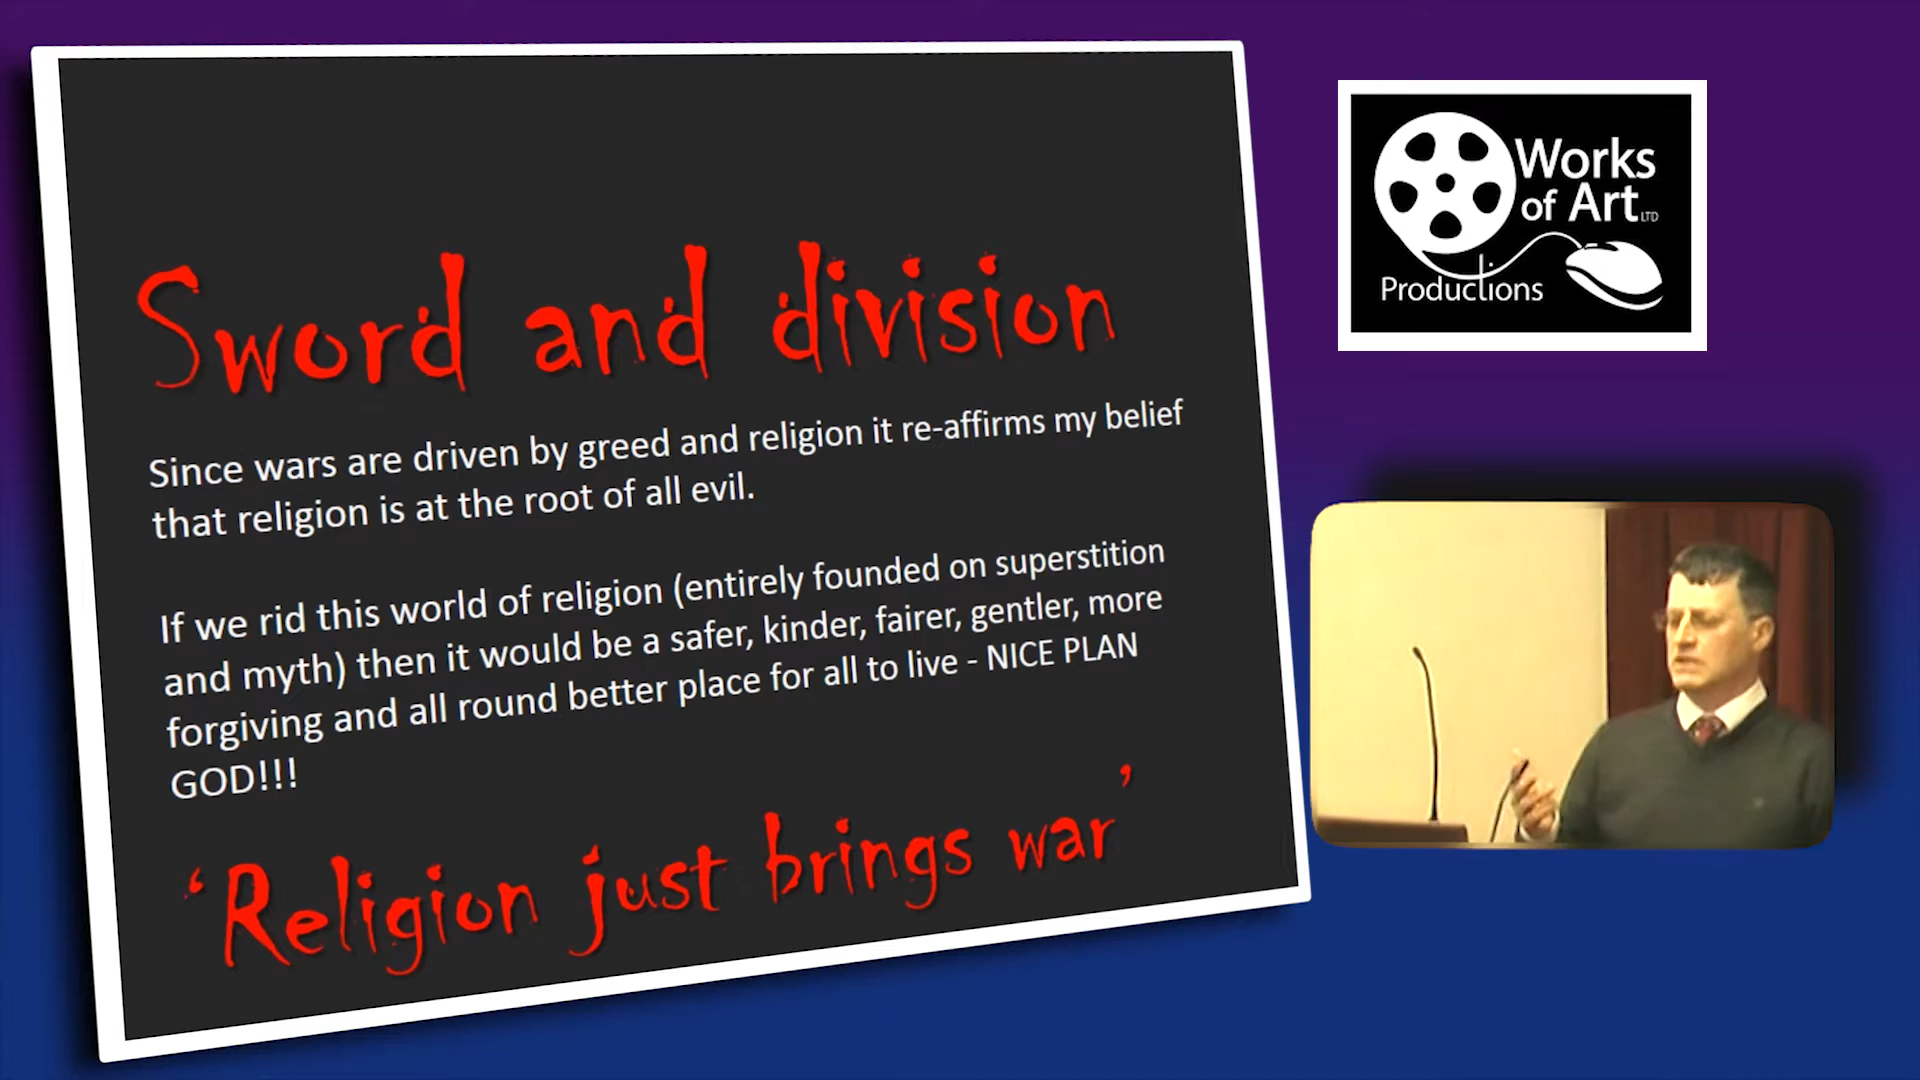 Sword and division
Since wars are driven by greed and religion it re-affirms my belief
that religion is at the root of all evil.
If we rid this world of religion (entirely founded on superstition
and myth) then it would be a safer, kinder, fairer, gentler, more
forgiving and all round better place for all to live - NICE PLAN
GOD!!!
‘Religion just brings war’
Works
of Art LTD
Productions